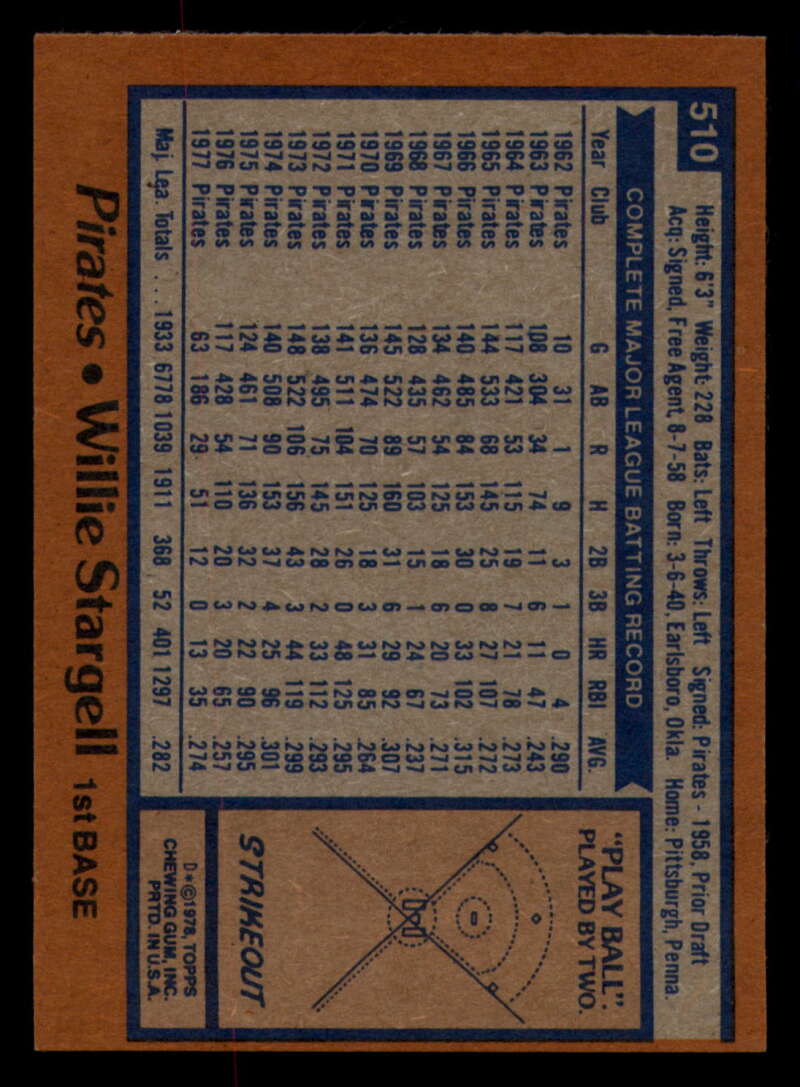 510
Height: 6'3" Weight: 228 Bats: Left Throws: Left Signed: Pirates - 1958, Prior Draft
Acq: Signed, Free Agent, 8-7-58 Born: 3-6-40, Earlsboro, Okla. Home: Pittsburgh, Penna.
COMPLETE MAJOR LEAGUE BATTING RECORD
Year Club G AB R H 2B 3B HR RBI AVG.
1962 Pirates 10 31 1 9 3 1 0 4 .290
1963 Pirates 108 304 34 74 11 6 11 47 .243
1964 Pirates 117 421 53 115 19 7 21 78 .273
1965 Pirates 144 533 68 145 25 8 27 107 .272
1966 Pirates 140 485 84 153 30 0 33 102 .315
1967 Pirates 134 462 54 125 18 6 20 73 .271
1968 Pirates 128 435 57 103 15 1 24 67 .237
1969 Pirates 145 522 89 160 31 6 29 92 .307
1970 Pirates 136 474 70 125 18 3 31 85 .264
1971 Pirates 141 511 104 151 26 0 48 125 .295
1972 Pirates 138 495 75 145 28 2 33 112 .293
1973 Pirates 148 522 106 156 43 3 44 119 .299
1974 Pirates 140 508 90 153 37 4 25 96 .301
1975 Pirates 124 461 71 136 32 2 22 90 .295
1976 Pirates 117 428 54 110 20 3 20 65 .257
1977 Pirates 63 186 29 51 12 0 13 35 .274
Maj. Lea. Totals ... 1933 6778 1039 1911 368 52 401 1297 .282
"PLAY BALL":
PLAYED BY TWO.
STRIKEOUT
D*©1978, TOPPS
CHEWING GUM, INC.
PRTD. IN U.S.A.
Pirates • Willie Stargell 1st BASE